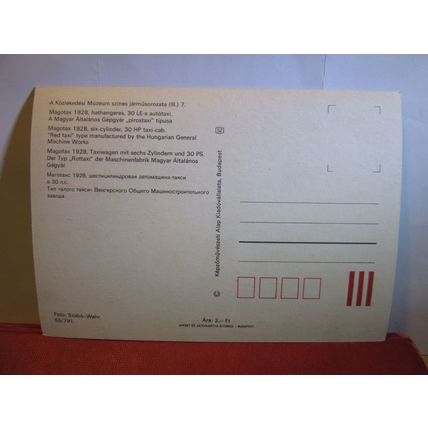 A Közlekedési Múzeum színes járműsorozata (III.) 7.
Magotax 1928, hathengeres, 30 LE-s autótaxi.
A Magyar Általános Gépgyár „pirostaxi" típusa
Magotax 1928, six-cylinder, 30 HP taxi-cab.
"Red taxi" type manufactured by the Hungarian General
Machine Works
Magotax 1928, Taxiwagen mit sechs Zylindern und 30 PS.
Der Typ „Rottaxi" der Maschinenfabrik Magyar Általános
Gépgyár
Маготакс 1928, шестицилиндровая автомашина-такси
в 30 л.с.
Тип «алого такси» Венгерского Общего Машиностроительного
завода
Foto: Szabó-Wahr
Képzőművészeti Alap Kiadóvállalata, Budapest
Ára: 2,— Ft